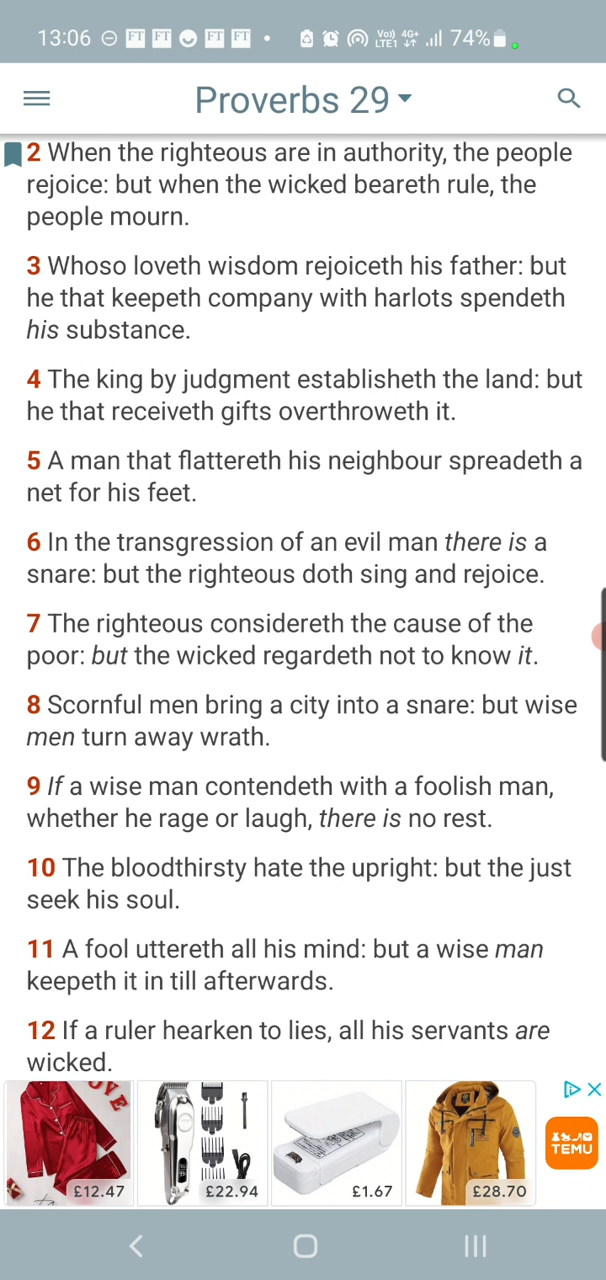 13:06 FT FT FT FT Vo)) LTE1 4G+ 74%
Proverbs 29
2 When the righteous are in authority, the people
rejoice: but when the wicked beareth rule, the
people mourn.
3 Whoso loveth wisdom rejoiceth his father: but
he that keepeth company with harlots spendeth
his substance.
4 The king by judgment establisheth the land: but
he that receiveth gifts overthroweth it.
5 A man that flattereth his neighbour spreadeth a
net for his feet.
6 In the transgression of an evil man there is a
snare: but the righteous doth sing and rejoice.
7 The righteous considereth the cause of the
poor: but the wicked regardeth not to know it.
8 Scornful men bring a city into a snare: but wise
men turn away wrath.
9 If a wise man contendeth with a foolish man,
whether he rage or laugh, there is no rest.
10 The bloodthirsty hate the upright: but the just
seek his soul.
11 A fool uttereth all his mind: but a wise man
keepeth it in till afterwards.
12 If a ruler hearken to lies, all his servants are
wicked.
OVE
£12.47 £22.94 £1.67 £28.70
TEMU